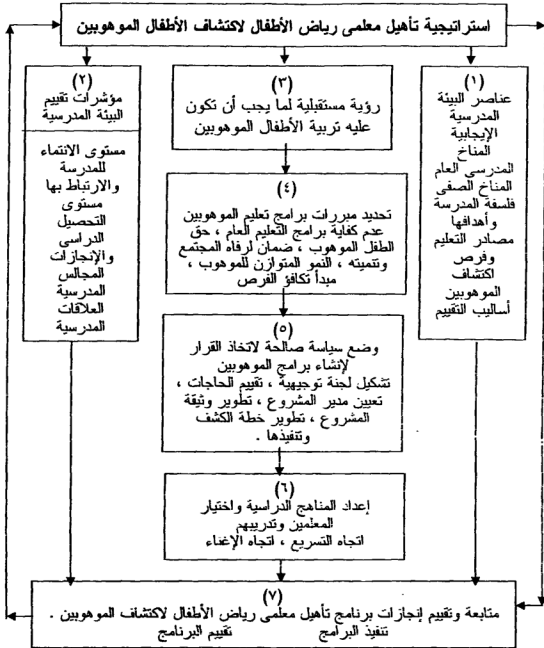 استراتيجية تأهيل معلمى رياض الأطفال لاكتشاف الأطفال الموهوبين
(١)
عناصر البيئة
المدرسية
الإيجابية
المناخ
المدرسى العام
المناخ الصفى
فلسفة المدرسة
وأهدافها
مصادر التعليم
وفرص
اكتشاف
الموهوبين
أساليب التقييم
(٢)
مؤشرات تقييم
البيئة المدرسية
مستوى الانتماء
للمدرسة
والارتباط بها
مستوى
التحصيل
الدراسى
والإنجازات
المجالس
المدرسية
العلاقات
المدرسية
(٣)
رؤية مستقبلية لما يجب أن تكون
عليه تربية الأطفال الموهوبين
(٤)
تحديد مبررات برامج تعليم الموهوبين
عدم كفاية برامج التعليم العام ، حق
الطفل الموهوب ، ضمان لرفاه المجتمع
وتنميته ، النمو المتوازن للموهوب ،
مبدأ تكافؤ الفرص
(٥)
وضع سياسة صالحة لاتخاذ القرار
لإنشاء برامج الموهوبين
تشكيل لجنة توجيهية ، تقييم الحاجات ،
تعيين مدير المشروع ، تطوير وثيقة
المشروع ، تطوير خطة الكشف
وتنفيذها .
(٦)
إعداد المناهج الدراسية واختيار
المعلمين وتدريبهم
اتجاه التسريع ، اتجاه الإغناء
(٧)
متابعة وتقييم إنجازات برنامج تأهيل معلمى رياض الأطفال لاكتشاف الموهوبين .
تنفذ البرامج تقييم البرنامج